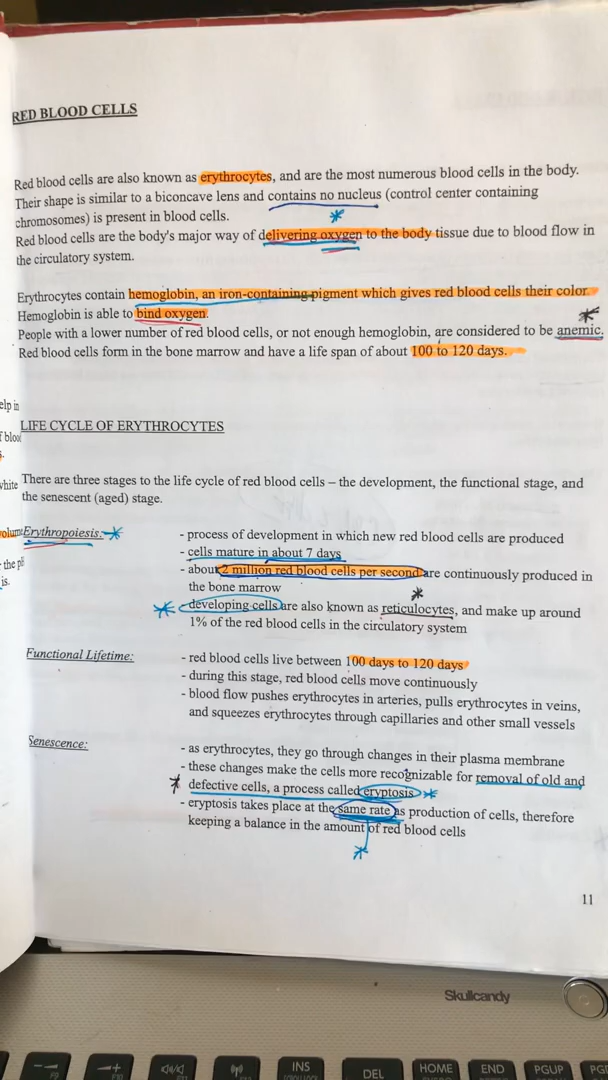 RED BLOOD CELLS
Red blood cells are also known as erythrocytes, and are the most numerous blood cells in the body.
Their shape is similar to a biconcave lens and contains no nucleus (control center containing
chromosomes) is present in blood cells.
Red blood cells are the body's major way of delivering oxygen to the body tissue due to blood flow in
the circulatory system.
Erythrocytes contain hemoglobin, an iron-containing pigment which gives red blood cells their color.
Hemoglobin is able to bind oxygen.
People with a lower number of red blood cells, or not enough hemoglobin, are considered to be anemic.
Red blood cells form in the bone marrow and have a life span of about 100 to 120 days.
elp in
f blood
white
the
is.
LIFE CYCLE OF ERYTHROCYTES
There are three stages to the life cycle of red blood cells – the development, the functional stage, and
the senescent (aged) stage.
Erythropoiesis:
- process of development in which new red blood cells are produced
- cells mature in about 7 days
- about 2 million red blood cells per second are continuously produced in
the bone marrow
- developing cells are also known as reticulocytes, and make up around
1% of the red blood cells in the circulatory system
Functional Lifetime:
- red blood cells live between 100 days to 120 days
- during this stage, red blood cells move continuously
- blood flow pushes erythrocytes in arteries, pulls erythrocytes in veins,
and squeezes erythrocytes through capillaries and other small vessels
Senescence:
- as erythrocytes, they go through changes in their plasma membrane
- these changes make the cells more recognizable for removal of old and
defective cells, a process called eryptosis
- eryptosis takes place at the same rate as production of cells, therefore
keeping a balance in the amount of red blood cells
11
Skullcandy
F9
F10
INS
DEL
HOME
END
PGUP
PG